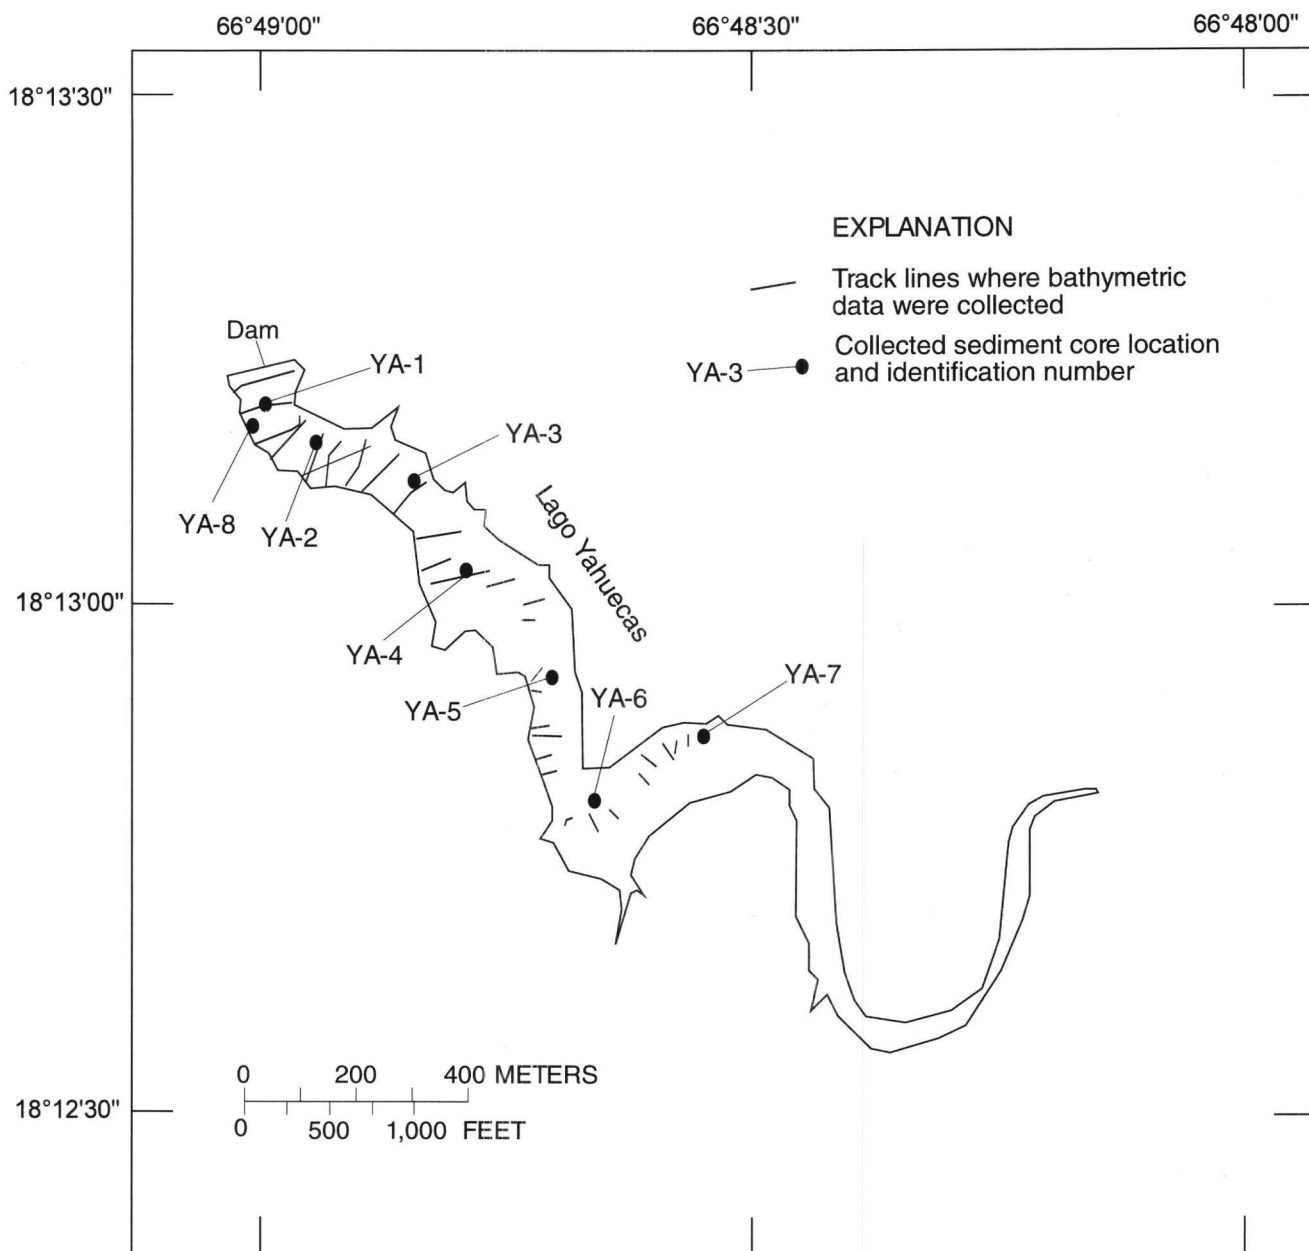 66°49'00" 66°48'30" 66°48'00"
18°13'30"
EXPLANATION
Track lines where bathymetric
data were collected
Collected sediment core location
and identification number
YA-3
Dam
YA-1
YA-3
YA-8
YA-2
Lago Yahuecas
18°13'00"
YA-4
YA-5
YA-6
YA-7
0 200 400 METERS
0 500 1,000 FEET
18°12'30"